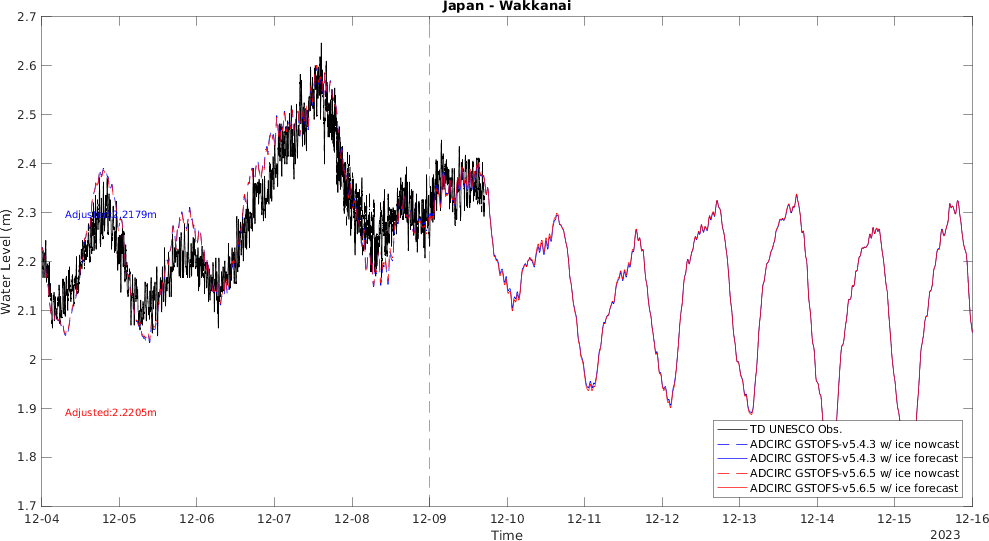 Japan - Wakkanai
2.7
2.6
2.5
2.4
2.3
2.2
2.1
2
1.9
1.8
1.7
Water Level (m)
Adjusted:2.2179m
Adjusted:2.2205m
TD UNESCO Obs.
ADCIRC GSTOFS-v5.4.3 w/ ice nowcast
ADCIRC GSTOFS-v5.4.3 w/ ice forecast
ADCIRC GSTOFS-v5.6.5 w/ ice nowcast
ADCIRC GSTOFS-v5.6.5 w/ ice forecast
12-04 12-05 12-06 12-07 12-08 12-09 12-10 12-11 12-12 12-13 12-14 12-15 12-16
Time
2023